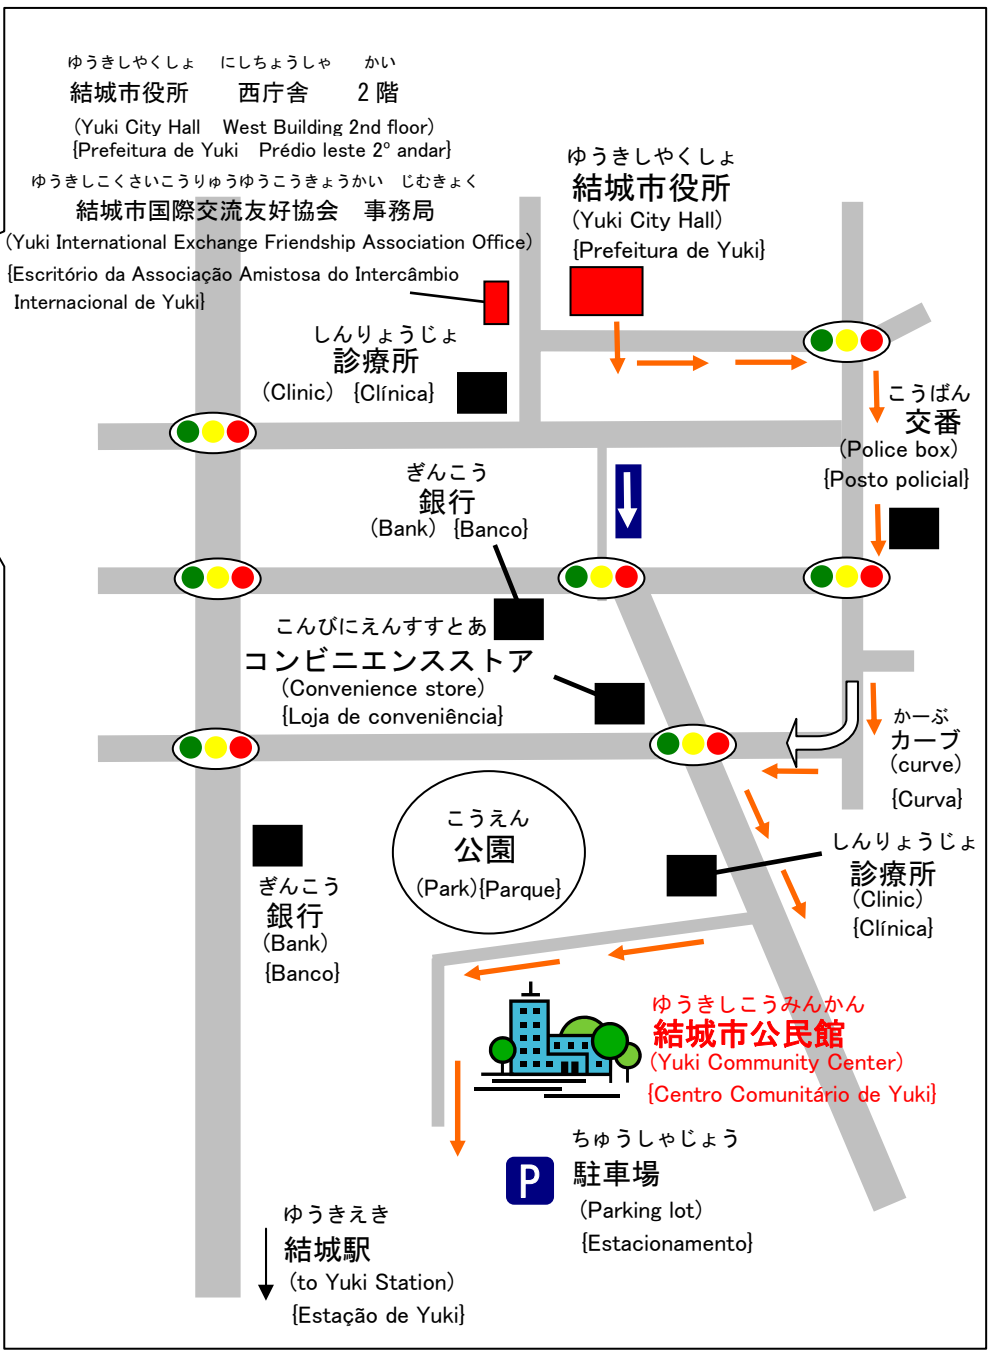 ゆうきしやくしょ　にしちょうしゃ　かい
結城市役所　西庁舎　2階
(Yuki City Hall　West Building 2nd floor)
{Prefeitura de Yuki　Prédio leste 2º andar}
ゆうきしこくさいこうりゅうゆうこうきょうかい　じむきょく
結城市国際交流友好協会　事務局
(Yuki International Exchange Friendship Association Office)
{Escritório da Associação Amistosa do Intercâmbio
Internacional de Yuki}
ゆうきしやくしょ
結城市役所
(Yuki City Hall)
{Prefeitura de Yuki}
しんりょうじょ
診療所
(Clinic) {Clínica}
こうばん
交番
(Police box)
{Posto policial}
ぎんこう
銀行
(Bank) {Banco}
こんびにえんすすとあ
コンビニエンスストア
(Convenience store)
{Loja de conveniência}
かーぶ
カーブ
(curve)
{Curva}
こうえん
公園
(Park){Parque}
しんりょうじょ
診療所
(Clinic)
{Clínica}
ぎんこう
銀行
(Bank)
{Banco}
ゆうきしこうみんかん
結城市公民館
(Yuki Community Center)
{Centro Comunitário de Yuki}
ちゅうしゃじょう
P 駐車場
(Parking lot)
{Estacionamento}
ゆうきえき
結城駅
(to Yuki Station)
{Estação de Yuki}